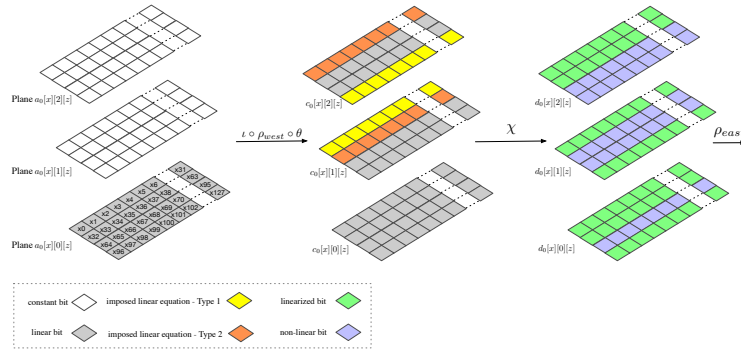 Plane a₀[x][2][z]
c₀[x][2][z]
d₀[x][2][z]
Plane a₀[x][1][z]
ι ∘ ρwest ∘ θ
c₀[x][1][z]
χ
d₀[x][1][z]
ρeas
x31
x63
x95
x127
x6
x38
x70
x102
x5
x37
x69
x101
x4
x36
x68
x100
x3
x35
x67
x99
x2
x34
x66
x98
x1
x33
x65
x97
x0
x32
x64
x96
Plane a₀[x][0][z]
c₀[x][0][z]
d₀[x][0][z]
constant bit
imposed linear equation - Type 1
linearized bit
linear bit
imposed linear equation - Type 2
non-linear bit